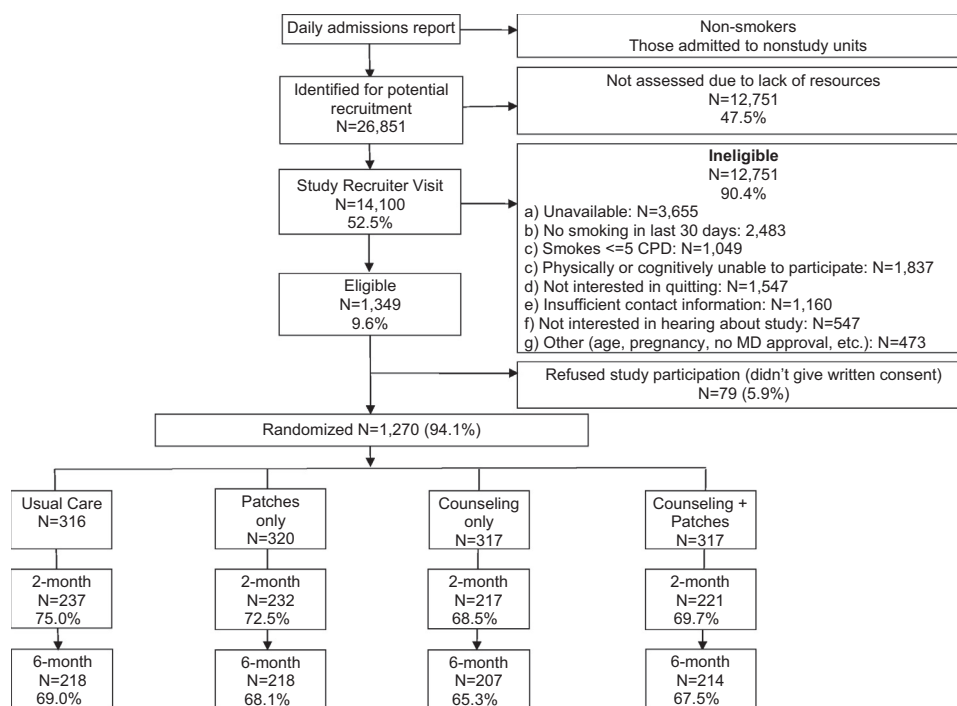 Daily admissions report
Non-smokers
Those admitted to nonstudy units
Identified for potential
recruitment
N=26,851
Not assessed due to lack of resources
N=12,751
47.5%
Study Recruiter Visit
N=14,100
52.5%
Ineligible
N=12,751
90.4%
a) Unavailable: N=3,655
b) No smoking in last 30 days: 2,483
c) Smokes <=5 CPD: N=1,049
c) Physically or cognitively unable to participate: N=1,837
d) Not interested in quitting: N=1,547
e) Insufficient contact information: N=1,160
f) Not interested in hearing about study: N=547
g) Other (age, pregnancy, no MD approval, etc.): N=473
Eligible
N=1,349
9.6%
Refused study participation (didn’t give written consent)
N=79 (5.9%)
Randomized N=1,270 (94.1%)
Usual Care
N=316
Patches
only
N=320
Counseling
only
N=317
Counseling +
Patches
N=317
2-month
N=237
75.0%
2-month
N=232
72.5%
2-month
N=217
68.5%
2-month
N=221
69.7%
6-month
N=218
69.0%
6-month
N=218
68.1%
6-month
N=207
65.3%
6-month
N=214
67.5%